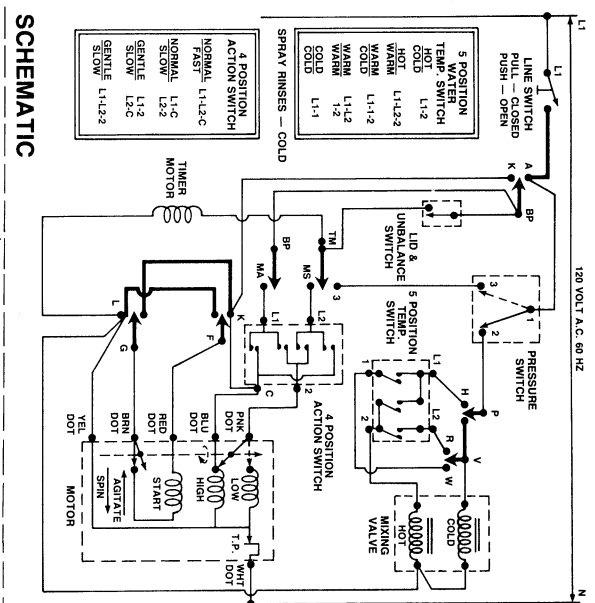 SCHEMATIC
L1
120 VOLT A.C. 60 HZ
N
LINE SWITCH
PULL — CLOSED
PUSH — OPEN
L1
5 POSITION
WATER
TEMP. SWITCH
HOT
COLD L1-2
HOT
WARM L1-L2-2
WARM
COLD L1-1-2
WARM L1-L2
WARM 1-2
COLD
COLD L1-1
SPRAY RINSES — COLD
4 POSITION
ACTION SWITCH
NORMAL L1-L2-C
FAST
NORMAL L1-C
SLOW L2-2
GENTLE L1-2
SLOW L2-C
GENTLE L1-L2-2
SLOW
A
K
BP
LID &
UNBALANCE
SWITCH
PRESSURE
SWITCH
1
3
2
TIMER
MOTOR
TM
BP
MS
MA
3
L2
L1
5 POSITION
TEMP.
SWITCH
L1
L2
1
2
H
P
R
V
W
COLD
HOT
MIXING
VALVE
4 POSITION
ACTION SWITCH
2
C
K
F
L
G
PNK
DOT
BLU
DOT
RED
DOT
BRN
DOT
YEL
DOT
LOW
HIGH
START
AGITATE
SPIN
MOTOR
T.P.
WHT
DOT